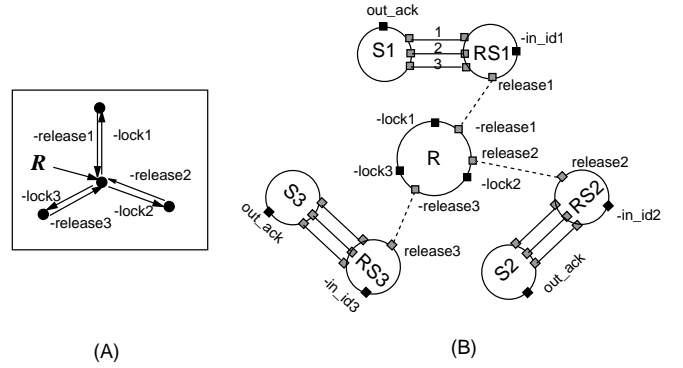 -release1
-lock1
R
-release2
-lock3
-lock2
-release3
(A)
out_ack
S1
1
2
3
RS1
-in_id1
release1
-lock1
-release1
R
release2
-lock3
-lock2
-release3
release2
RS2
-in_id2
S3
out_ack
release3
RS3
-in_id3
S2
out_ack
(B)